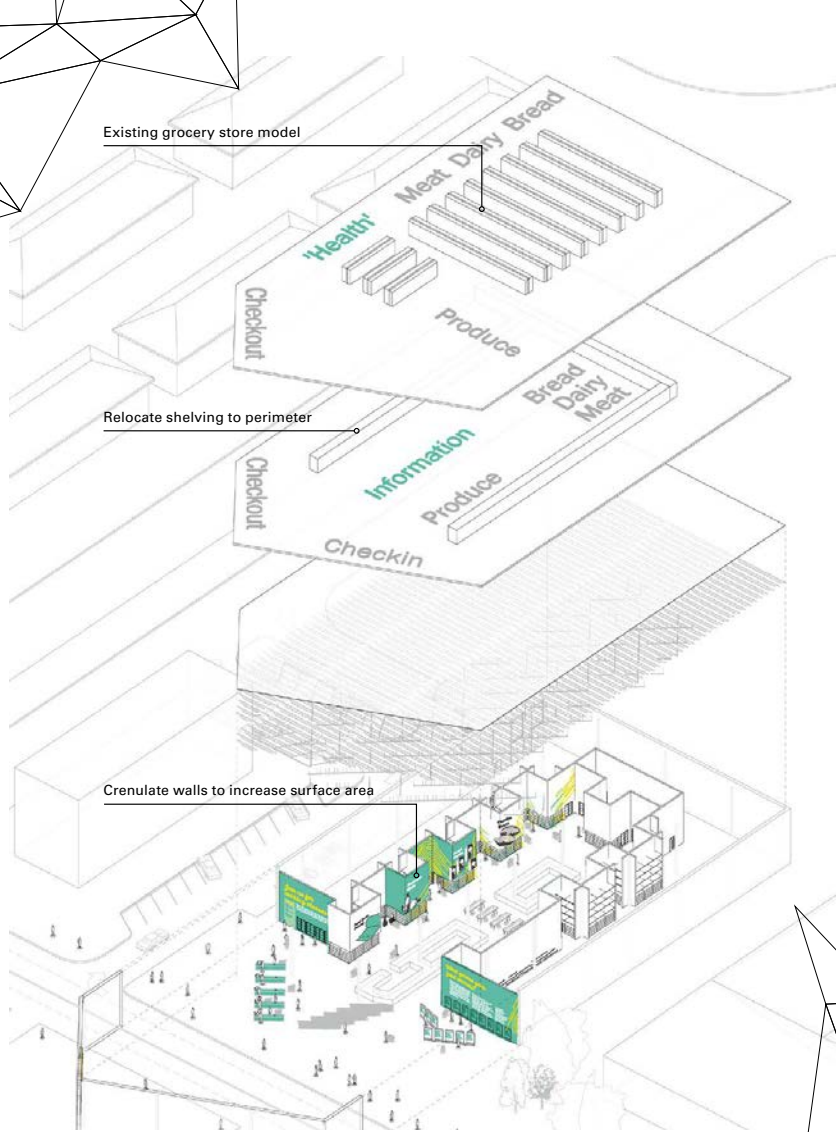 Existing grocery store model
Meat Dairy Bread
'Health'
Checkout
Produce
Relocate shelving to perimeter
Bread
Dairy
Meat
Information
Produce
Checkout
Checkin
Crenulate walls to increase surface area